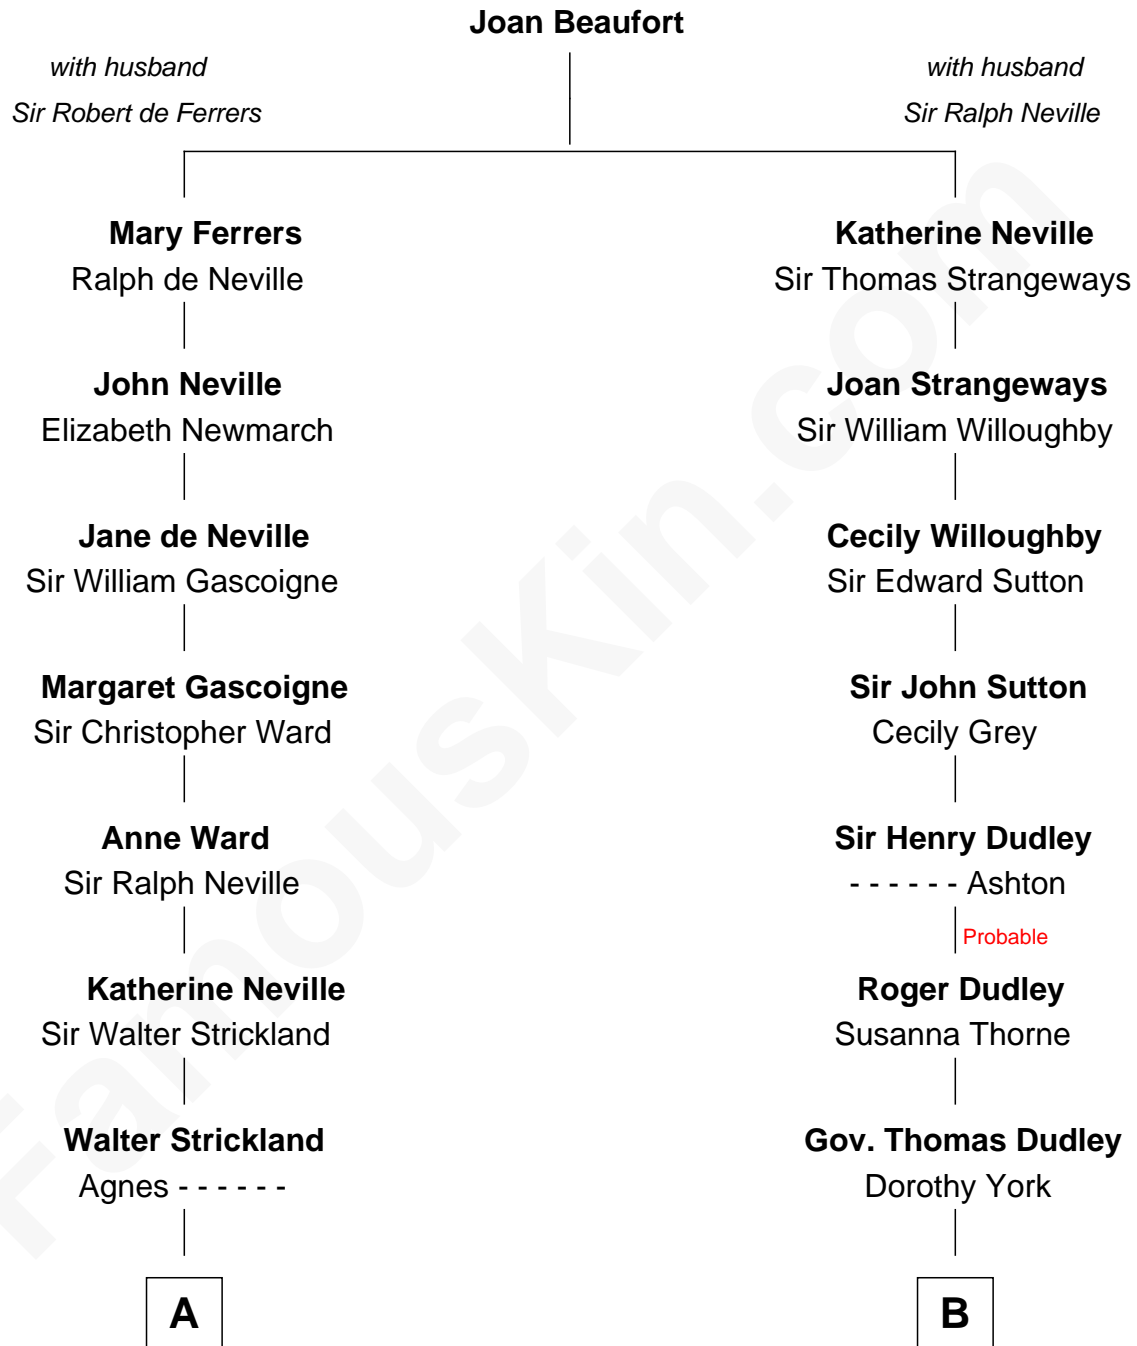 Joan Beaufort
with husband
Sir Robert de Ferrers
with husband
Sir Ralph Neville
Mary Ferrers
Ralph de Neville
Katherine Neville
Sir Thomas Strangeways
John Neville
Elizabeth Newmarch
Joan Strangeways
Sir William Willoughby
Jane de Neville
Sir William Gascoigne
Cecily Willoughby
Sir Edward Sutton
Margaret Gascoigne
Sir Christopher Ward
Sir John Sutton
Cecily Grey
Anne Ward
Sir Ralph Neville
Sir Henry Dudley
- - - - - - Ashton
Probable
Katherine Neville
Sir Walter Strickland
Roger Dudley
Susanna Thorne
Walter Strickland
Agnes - - - - - -
Gov. Thomas Dudley
Dorothy York
A
B
FamousKin.com